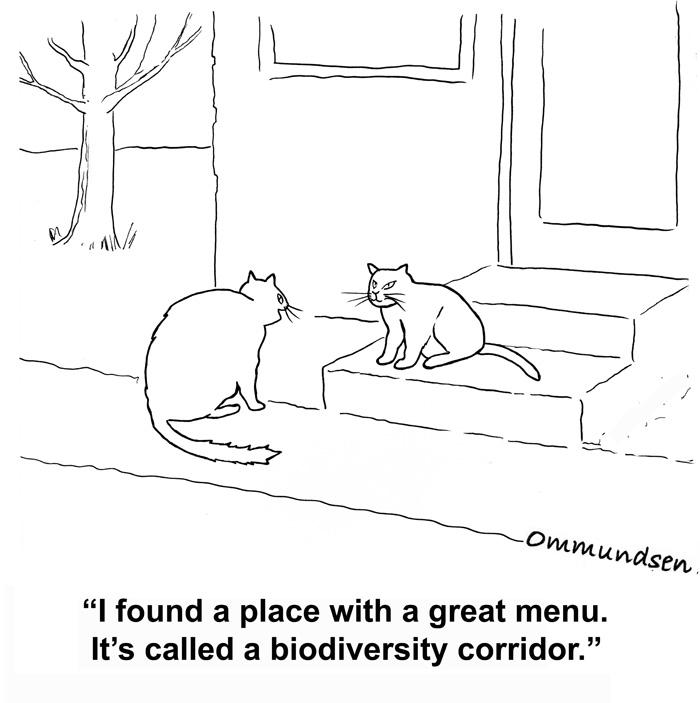 Ommundsen.
“I found a place with a great menu.
It’s called a biodiversity corridor.”